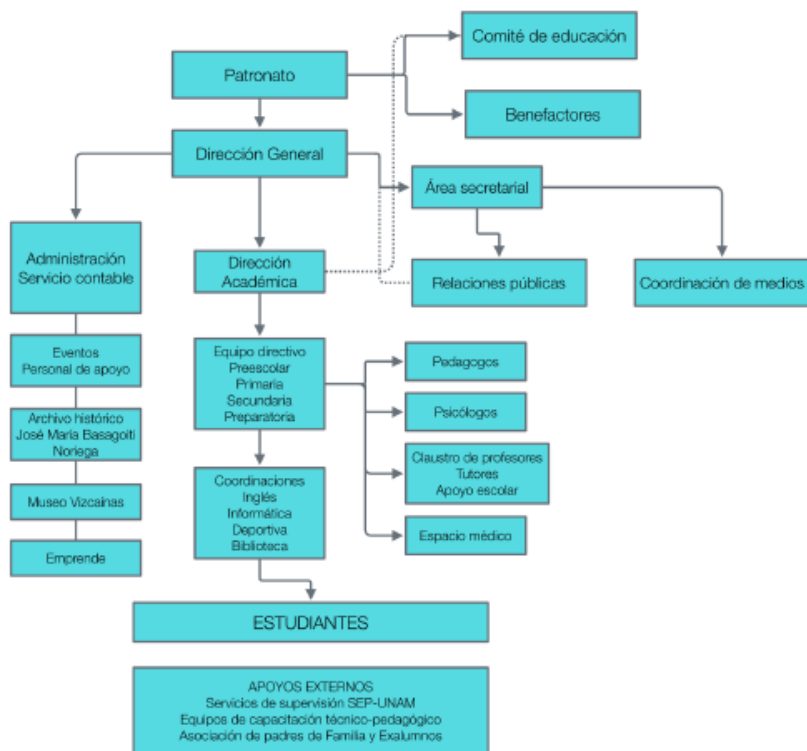 Patronato
Comité de educación
Benefactores
Dirección General
Área secretarial
Administración
Servicio contable
Dirección
Académica
Relaciones públicas
Coordinación de medios
Eventos
Personal de apoyo
Equipo directivo
Preescolar
Primaria
Secundaria
Preparatoria
Pedagogos
Psicólogos
Archivo histórico
José María Basagoiti
Noriega
Claustro de profesores
Tutores
Apoyo escolar
Coordinaciones
Inglés
Informática
Deportiva
Biblioteca
Museo Vizcaínas
Espacio médico
Emprende
ESTUDIANTES
APOYOS EXTERNOS
Servicios de supervisión SEP-UNAM
Equipos de capacitación técnico-pedagógico
Asociación de padres de Familia y Exalumnos